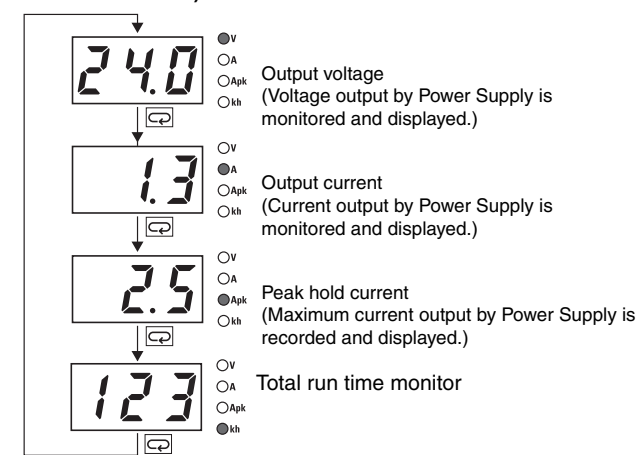 24.0
V
A
Apk
kh
Output voltage
(Voltage output by Power Supply is
monitored and displayed.)
1.3
V
A
Apk
kh
Output current
(Current output by Power Supply is
monitored and displayed.)
2.5
V
A
Apk
kh
Peak hold current
(Maximum current output by Power Supply is
recorded and displayed.)
123
V
A
Apk
kh
Total run time monitor